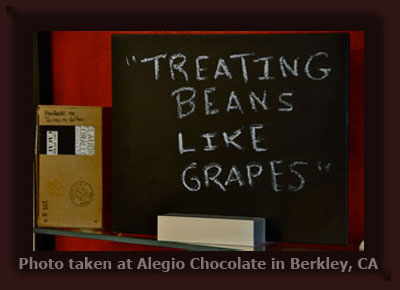 "TREATING
BEANS
LIKE
GRAPES"
Photo taken at Alegio Chocolate in Berkley, CA